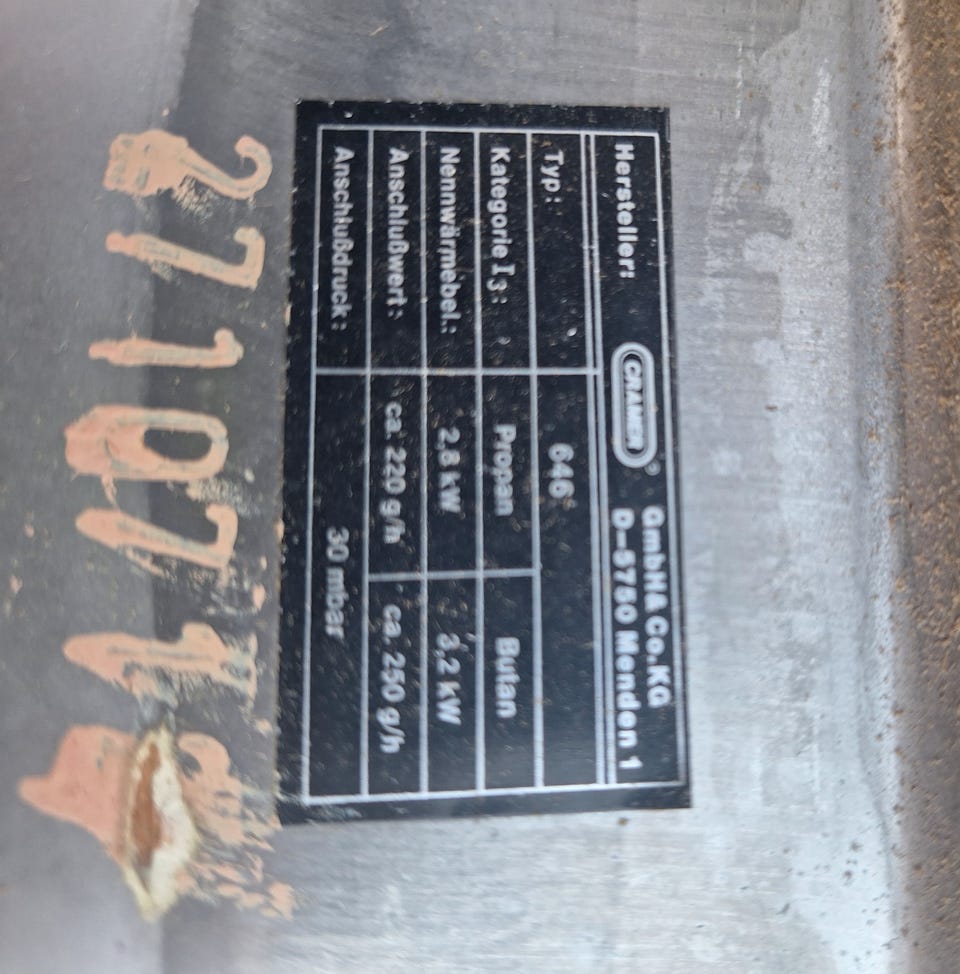 Hersteller: CRAMER® GmbH & Co.KG
D-5750 Menden 1
Typ: 646
Kategorie I3: Propan Butan
Nennwärmebel.: 2,8 kW 3,2 kW
Anschlußwert: ca. 220 g/h ca. 250 g/h
Anschlußdruck: 30 mbar